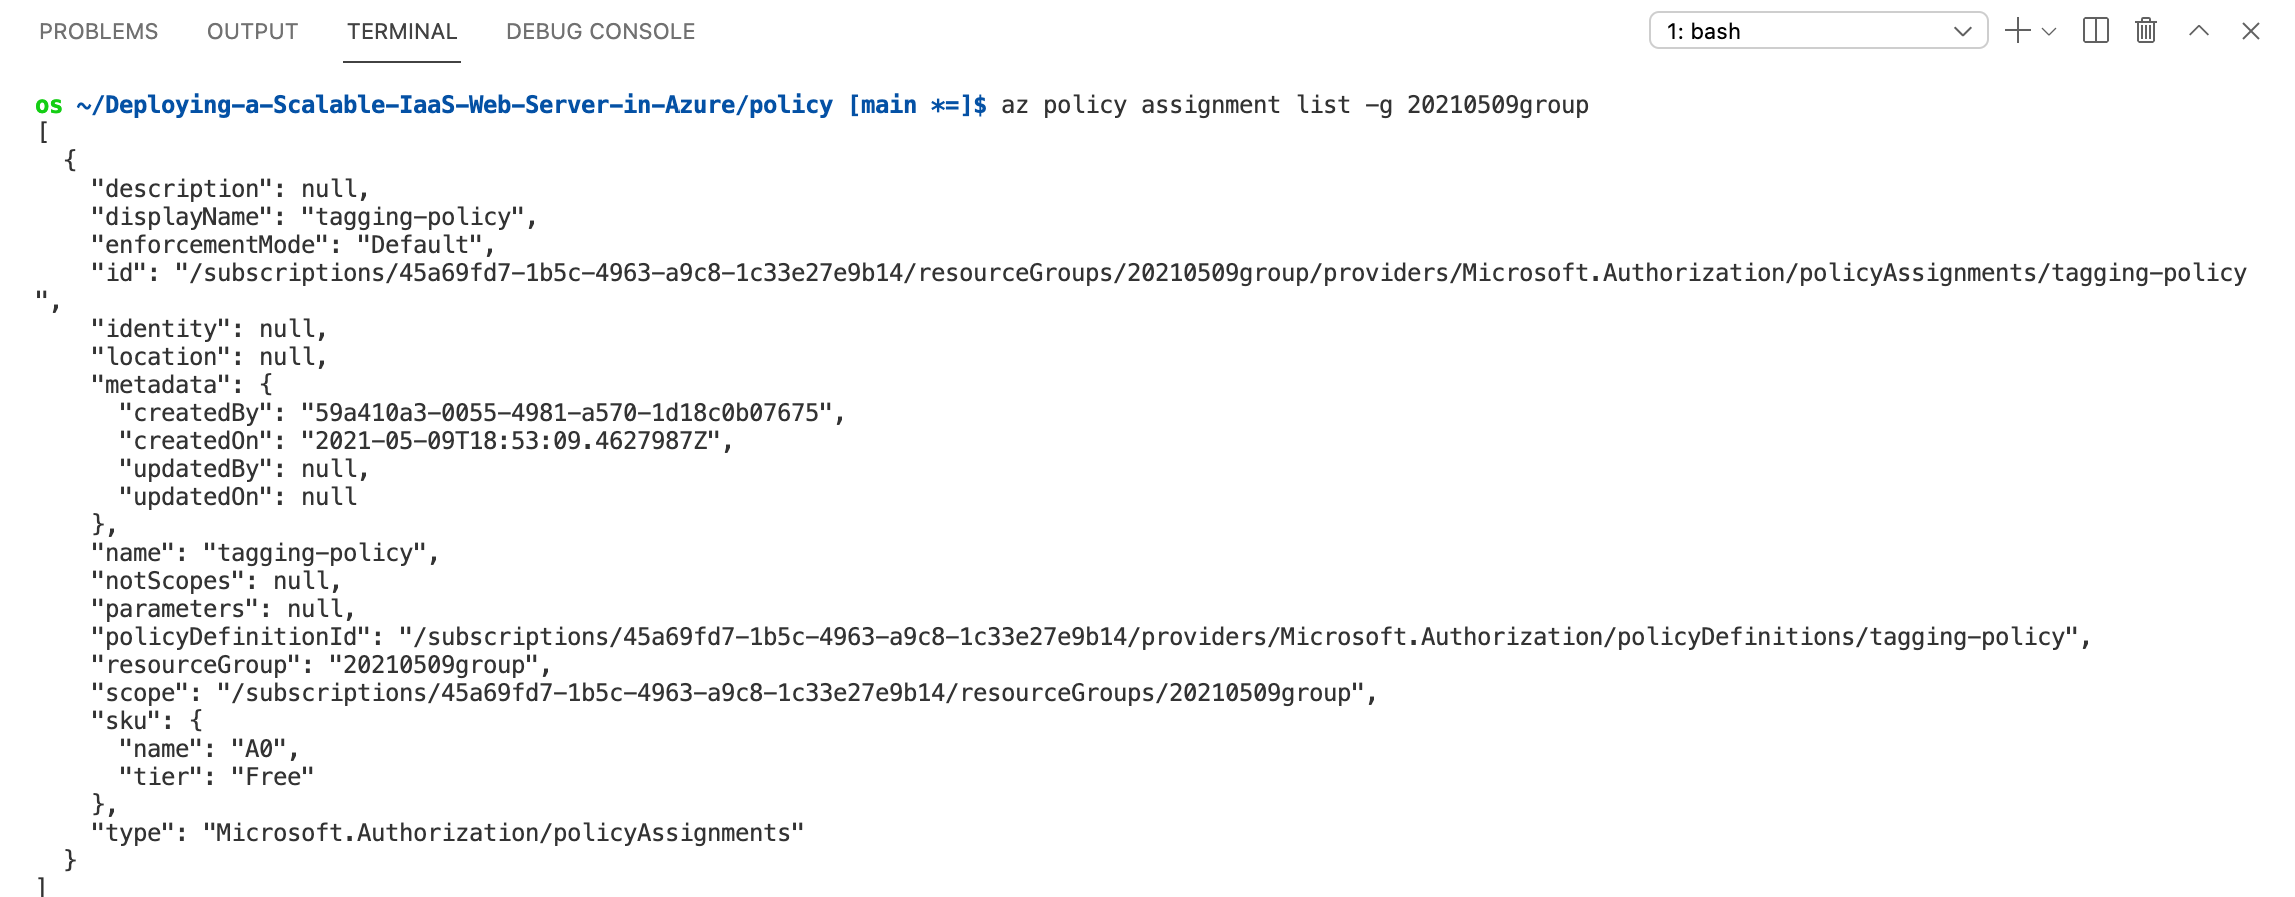 PROBLEMS OUTPUT TERMINAL DEBUG CONSOLE 1: bash
os ~/Deploying-a-Scalable-IaaS-Web-Server-in-Azure/policy [main *=]$ az policy assignment list -g 20210509group
[
  {
    "description": null,
    "displayName": "tagging-policy",
    "enforcementMode": "Default",
    "id": "/subscriptions/45a69fd7-1b5c-4963-a9c8-1c33e27e9b14/resourceGroups/20210509group/providers/Microsoft.Authorization/policyAssignments/tagging-policy
",
    "identity": null,
    "location": null,
    "metadata": {
      "createdBy": "59a410a3-0055-4981-a570-1d18c0b07675",
      "createdOn": "2021-05-09T18:53:09.4627987Z",
      "updatedBy": null,
      "updatedOn": null
    },
    "name": "tagging-policy",
    "notScopes": null,
    "parameters": null,
    "policyDefinitionId": "/subscriptions/45a69fd7-1b5c-4963-a9c8-1c33e27e9b14/providers/Microsoft.Authorization/policyDefinitions/tagging-policy",
    "resourceGroup": "20210509group",
    "scope": "/subscriptions/45a69fd7-1b5c-4963-a9c8-1c33e27e9b14/resourceGroups/20210509group",
    "sku": {
      "name": "A0",
      "tier": "Free"
    },
    "type": "Microsoft.Authorization/policyAssignments"
  }
]